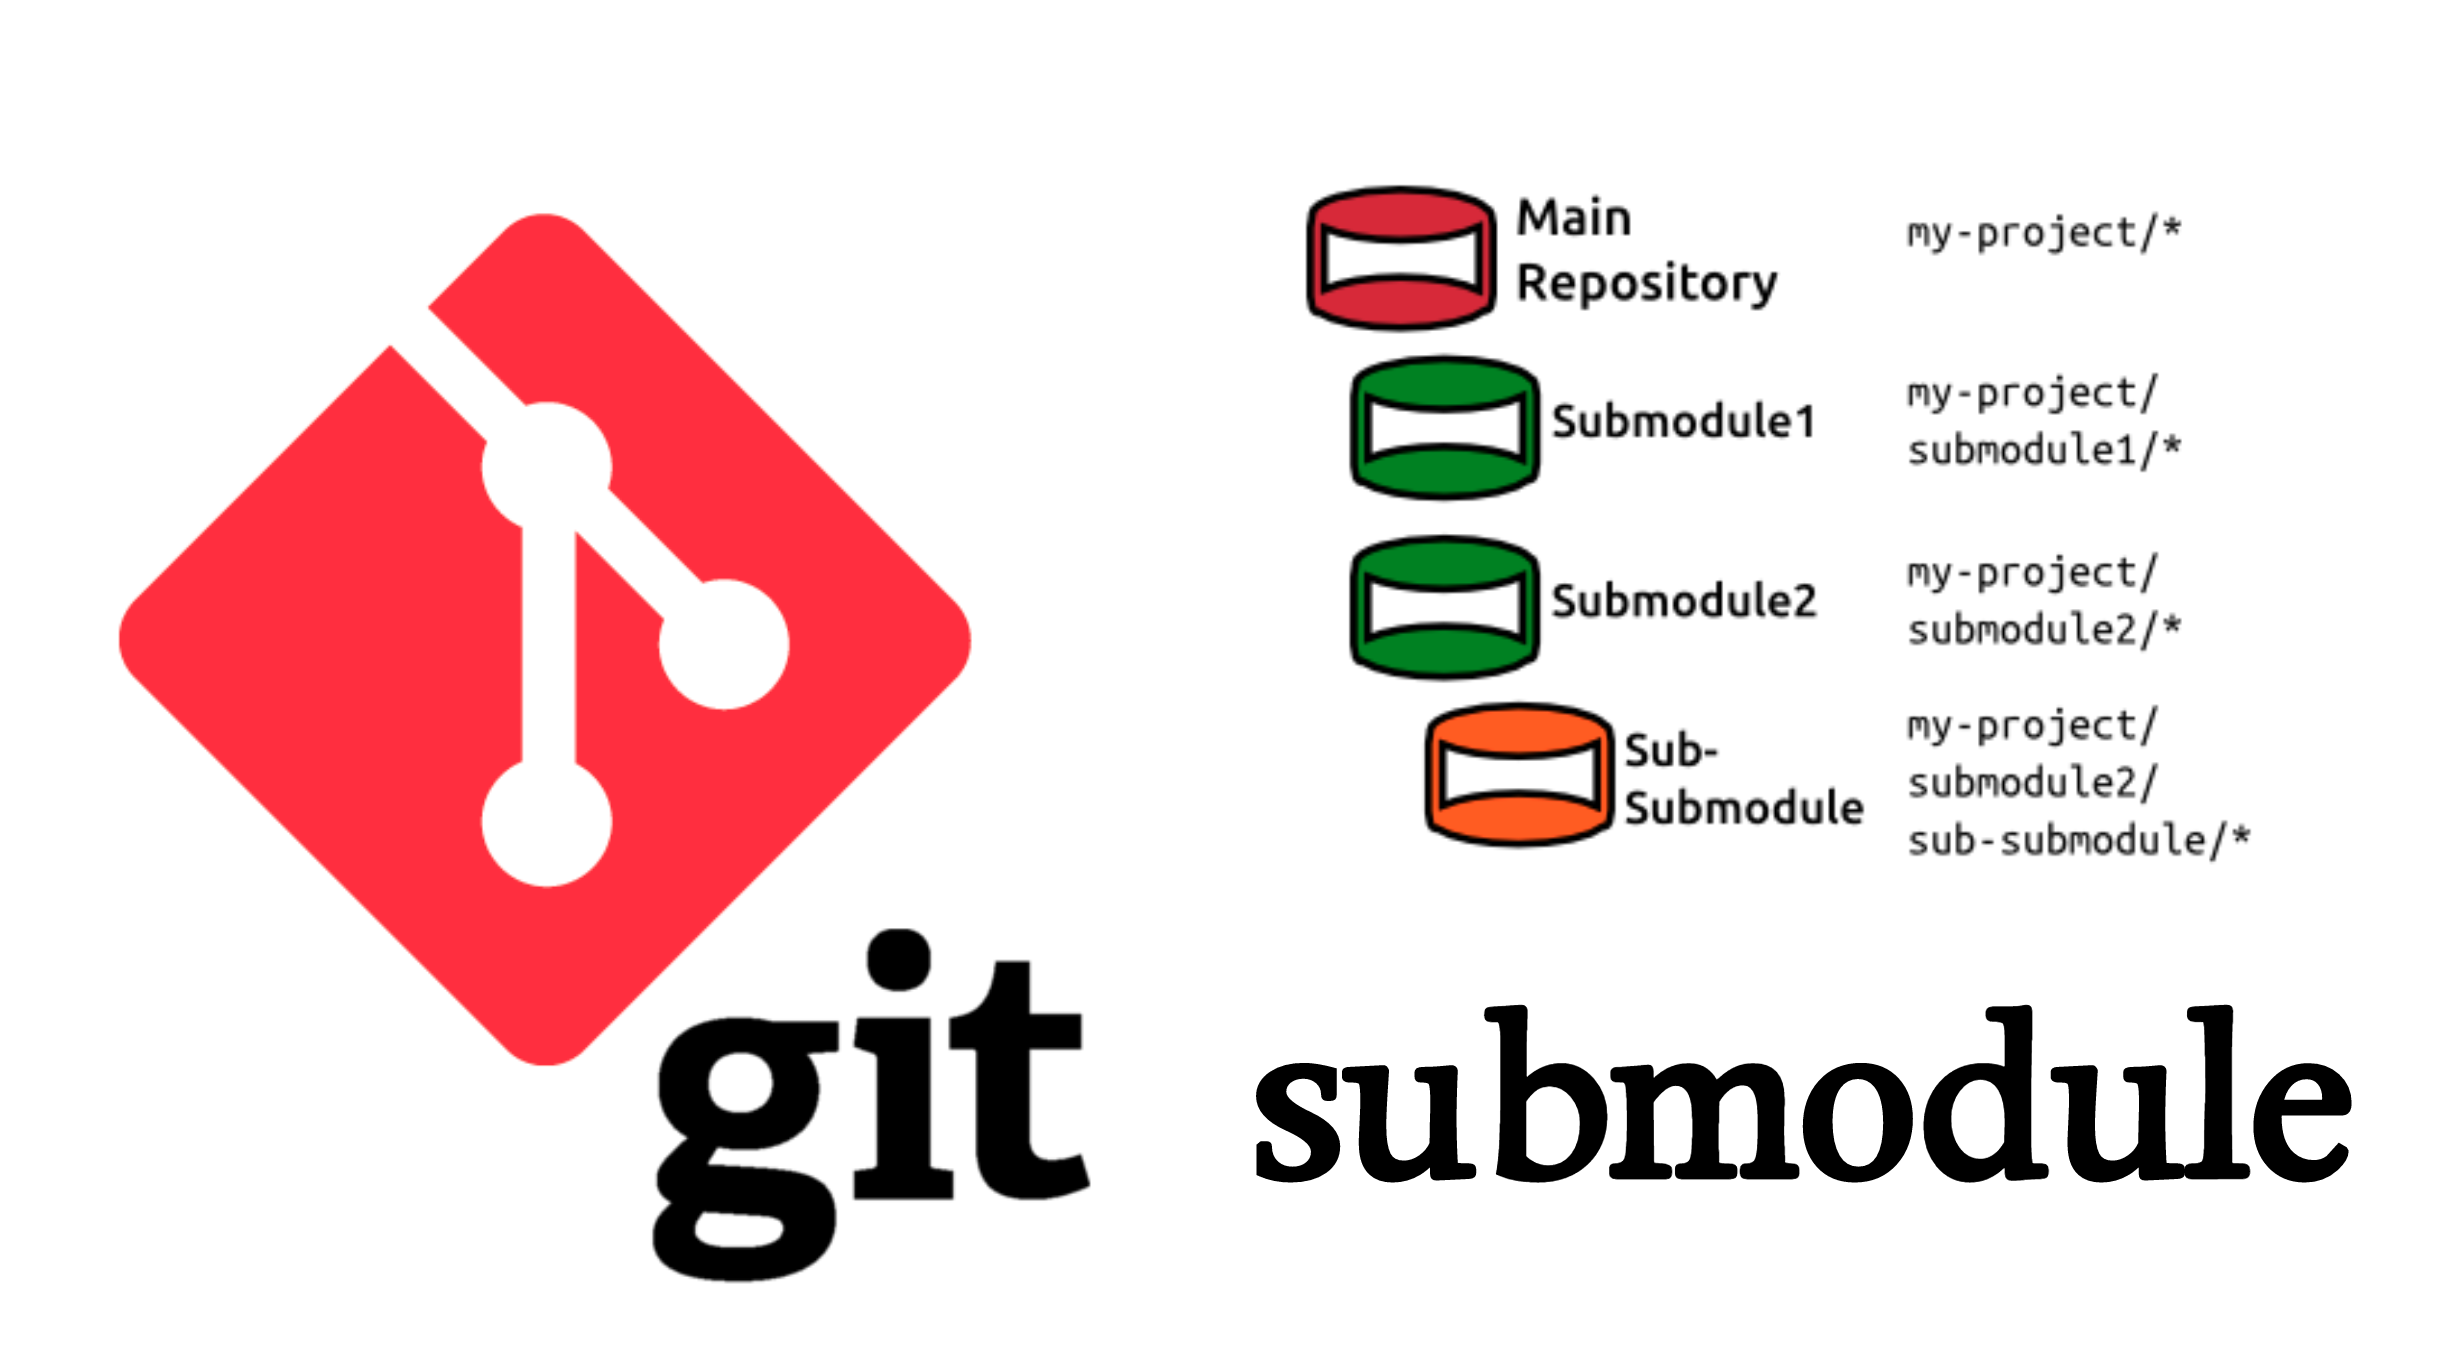 Main
Repository
my-project/*
Submodule1
my-project/
submodule1/*
Submodule2
my-project/
submodule2/*
Sub-
Submodule
my-project/
submodule2/
sub-submodule/*
git
submodule